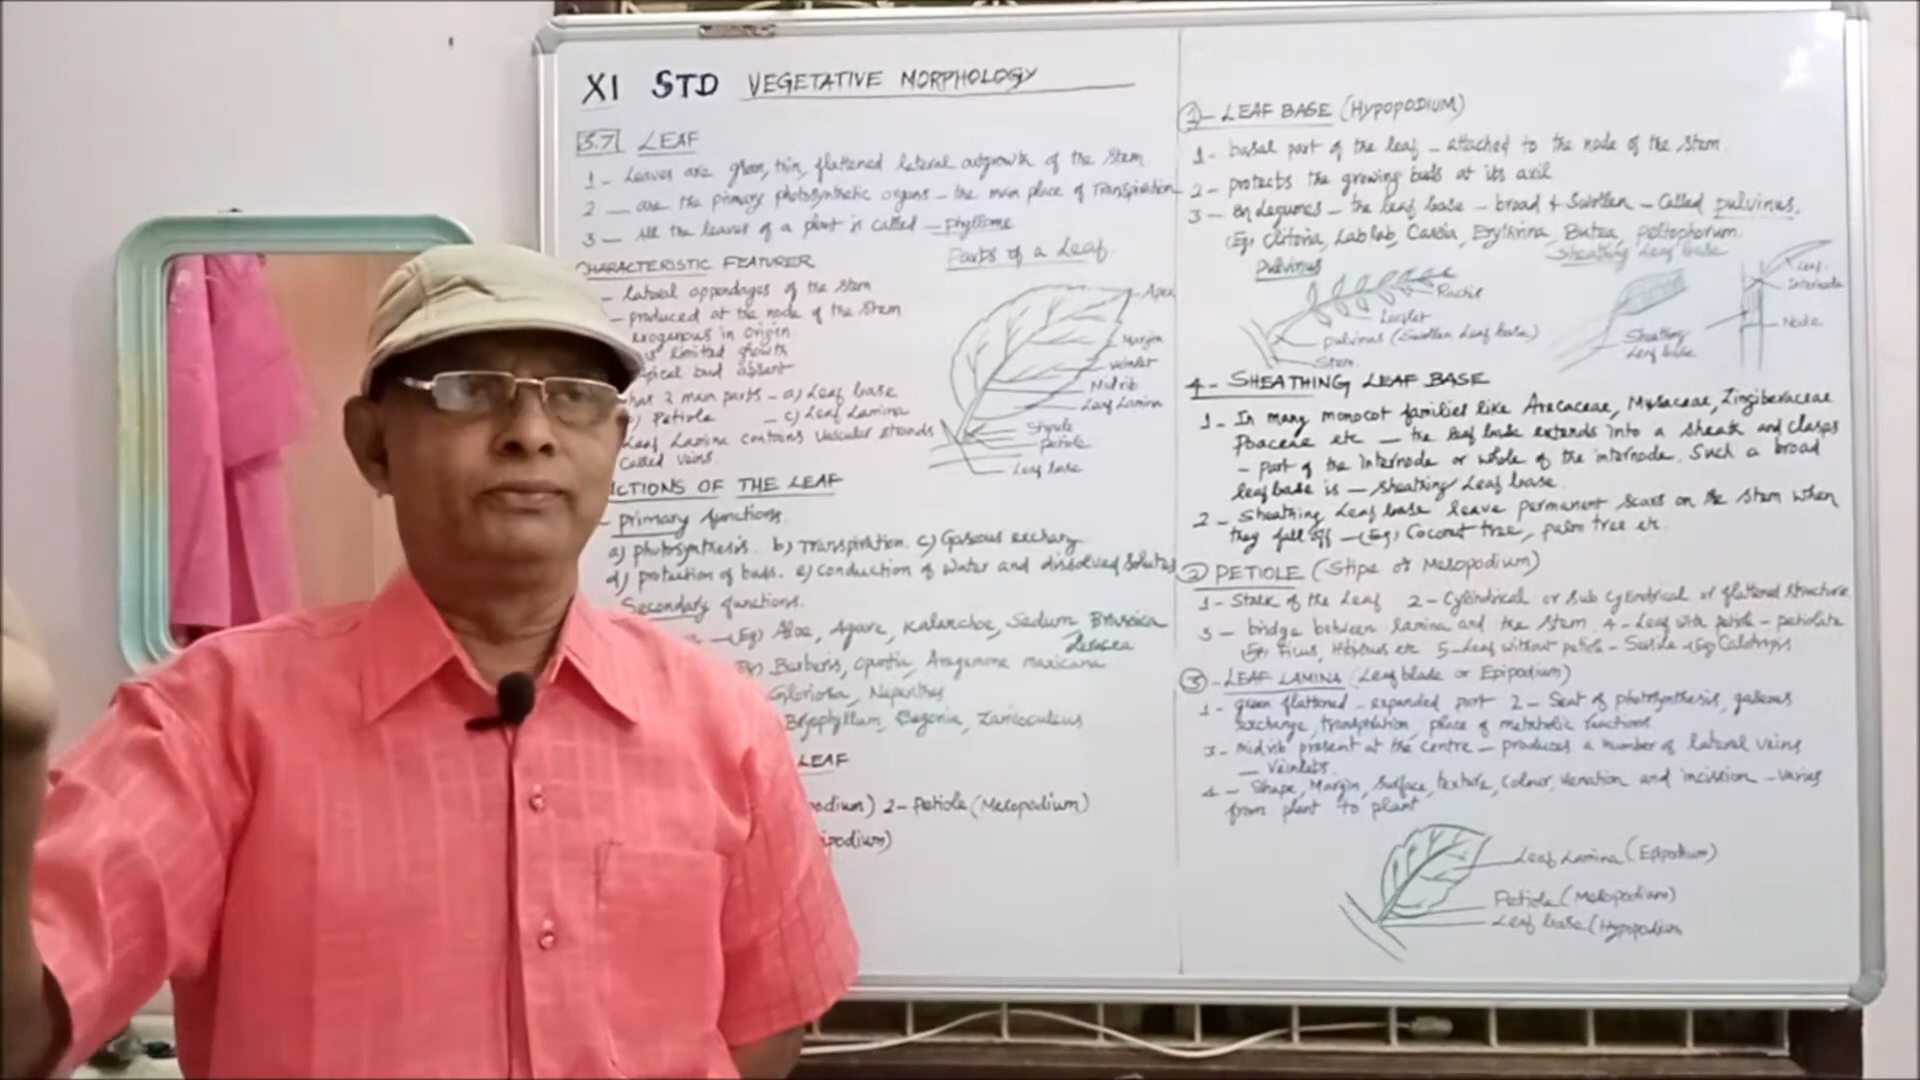 XI STD VEGETATIVE MORPHOLOGY
3.7 LEAF
1 - Leaves are green, thin, flattened lateral outgrowth of the stem
2 - are the primary photosynthetic organs - the main place of Transpiration
3 - All the leaves of a plant is called - phyllome
CHARACTERISTIC FEATURER
- lateral appendages of the stem
- produced at the node of the stem
exogenous in origin
limited growth
apical bud absent
has 3 main parts - a) Leaf base
Petiole - c) Leaf Lamina
Leaf Lamina contains vascular strands
called veins.
Parts of a Leaf
Apex
Margin
veinlet
Midrib
Leaf Lamina
Stipule
petiole
Leaf base
CTIONS OF THE LEAF
- primary functions.
a) photosynthesis. b) Transpiration. c) Gaseous exchang
d) protection of buds. e) conduction of water and dissolved solutes
Secondary functions.
- (Eg) Aloe, Agave, Kalanchoe, Sedum, Brassica
Barberis, opuntia, Aregemone mexicana
Gloriosa, Nepenthes
Bryophyllum, Begonia, Zamioculcus
LEAF
podium) 2 - Petiole (Mesopodium)
ipodium)
1 - LEAF BASE (HYPOPODIUM)
1 - basal part of the leaf - attached to the node of the stem.
2 - protects the growing buds at its axil
3 - In Legumes - the leaf base - broad & swollen - called pulvinus.
(Eg) Clitoria, Lab lab, Cassia, Erythrina, Butea, peltophorum.
Pulvinus
Rachis
Leaflet
pulvinus (Swollen Leaf base)
Stem
Sheathing Leaf base
Sheathing
Leaf base
Leaf
Internode
Node
4 - SHEATHING LEAF BASE
1 - In many monocot families like Arecaceae, Musaceae, Zingiberaceae
Poaceae etc - the leaf base extends into a sheath and clasps
- part of the internode or whole of the internode. Such a broad
leaf base is - sheathing Leaf base.
2 - Sheathing Leaf base leave permanent scars on the stem when
they fall off - (Eg) Coconut tree, palm tree etc.
2 PETIOLE (Stipe or Mesopodium)
1 - Stalk of the Leaf 2 - Cylindrical or sub cylindrical or flattened structure
3 - bridge between lamina and the stem 4 - Leaf with petiole - petiolate
Eg: Ficus, Hibiscus etc 5 - Leaf without petiole - Sessile (Eg) Calotropis
3 - LEAF LAMINA (Leaf blade or Epipodium)
1 - green flattened - expanded part 2 - Seat of photosynthesis, gaseous
exchange, transpiration, place of metabolic reactions
3 - midrib present at the centre - produces a number of lateral veins
- veinlets.
4 - Shape, Margin, Surface, texture, Colour, venation and incission - varies
from plant to plant
Leaf Lamina (Epipodium)
Petiole (Mesopodium)
Leaf base (Hypopodium